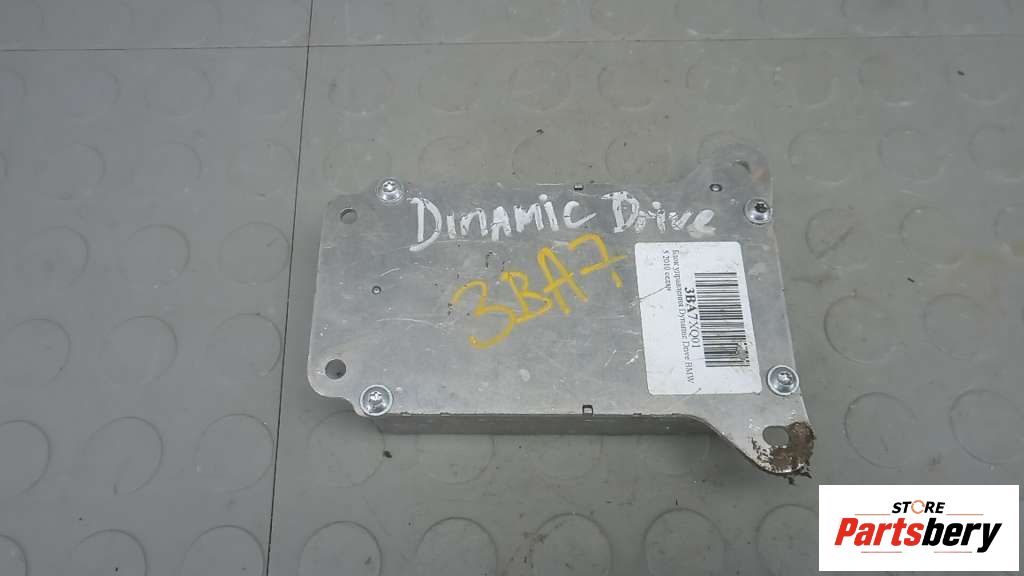 Dinamic Drive
3BA7
3BA7XQ01
Блок управления Dynamic Drive BMW
5 2010 седан
STORE
Partsbery